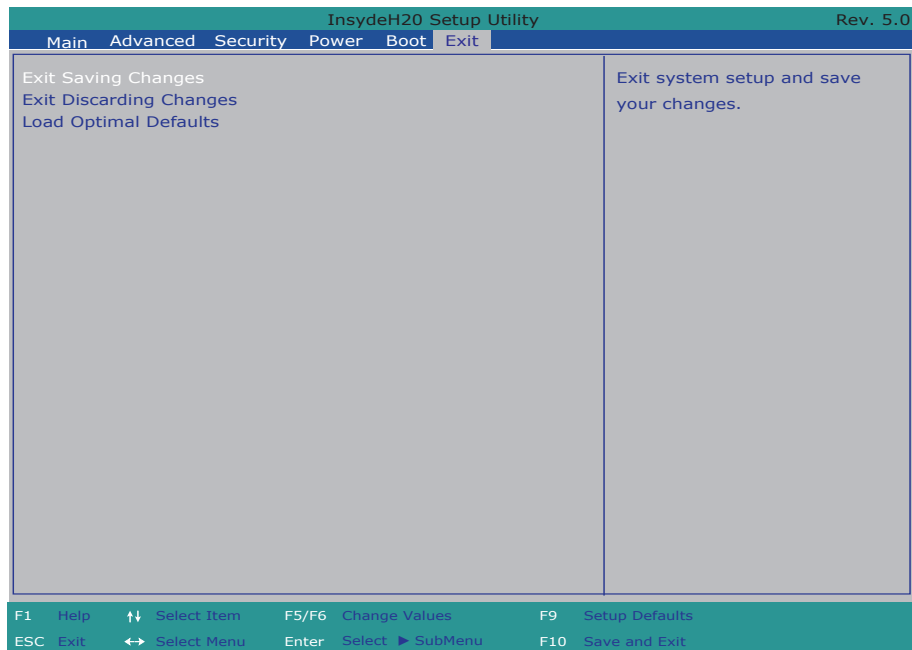 InsydeH20 Setup Utility Rev. 5.0
Main Advanced Security Power Boot Exit
Exit Saving Changes
Exit Discarding Changes
Load Optimal Defaults
Exit system setup and save
your changes.
F1 Help ↑↓ Select Item F5/F6 Change Values F9 Setup Defaults
ESC Exit ↔ Select Menu Enter Select ► SubMenu F10 Save and Exit